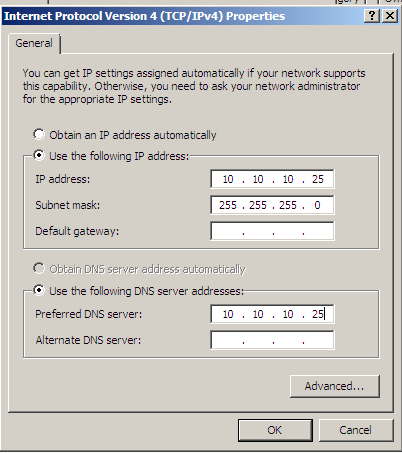 Internet Protocol Version 4 (TCP/IPv4) Properties
General
You can get IP settings assigned automatically if your network supports
this capability. Otherwise, you need to ask your network administrator
for the appropriate IP settings.
Obtain an IP address automatically
Use the following IP address:
IP address: 10 . 10 . 10 . 25
Subnet mask: 255 . 255 . 255 . 0
Default gateway: . . .
Obtain DNS server address automatically
Use the following DNS server addresses:
Preferred DNS server: 10 . 10 . 10 . 25
Alternate DNS server: . . .
Advanced...
OK Cancel